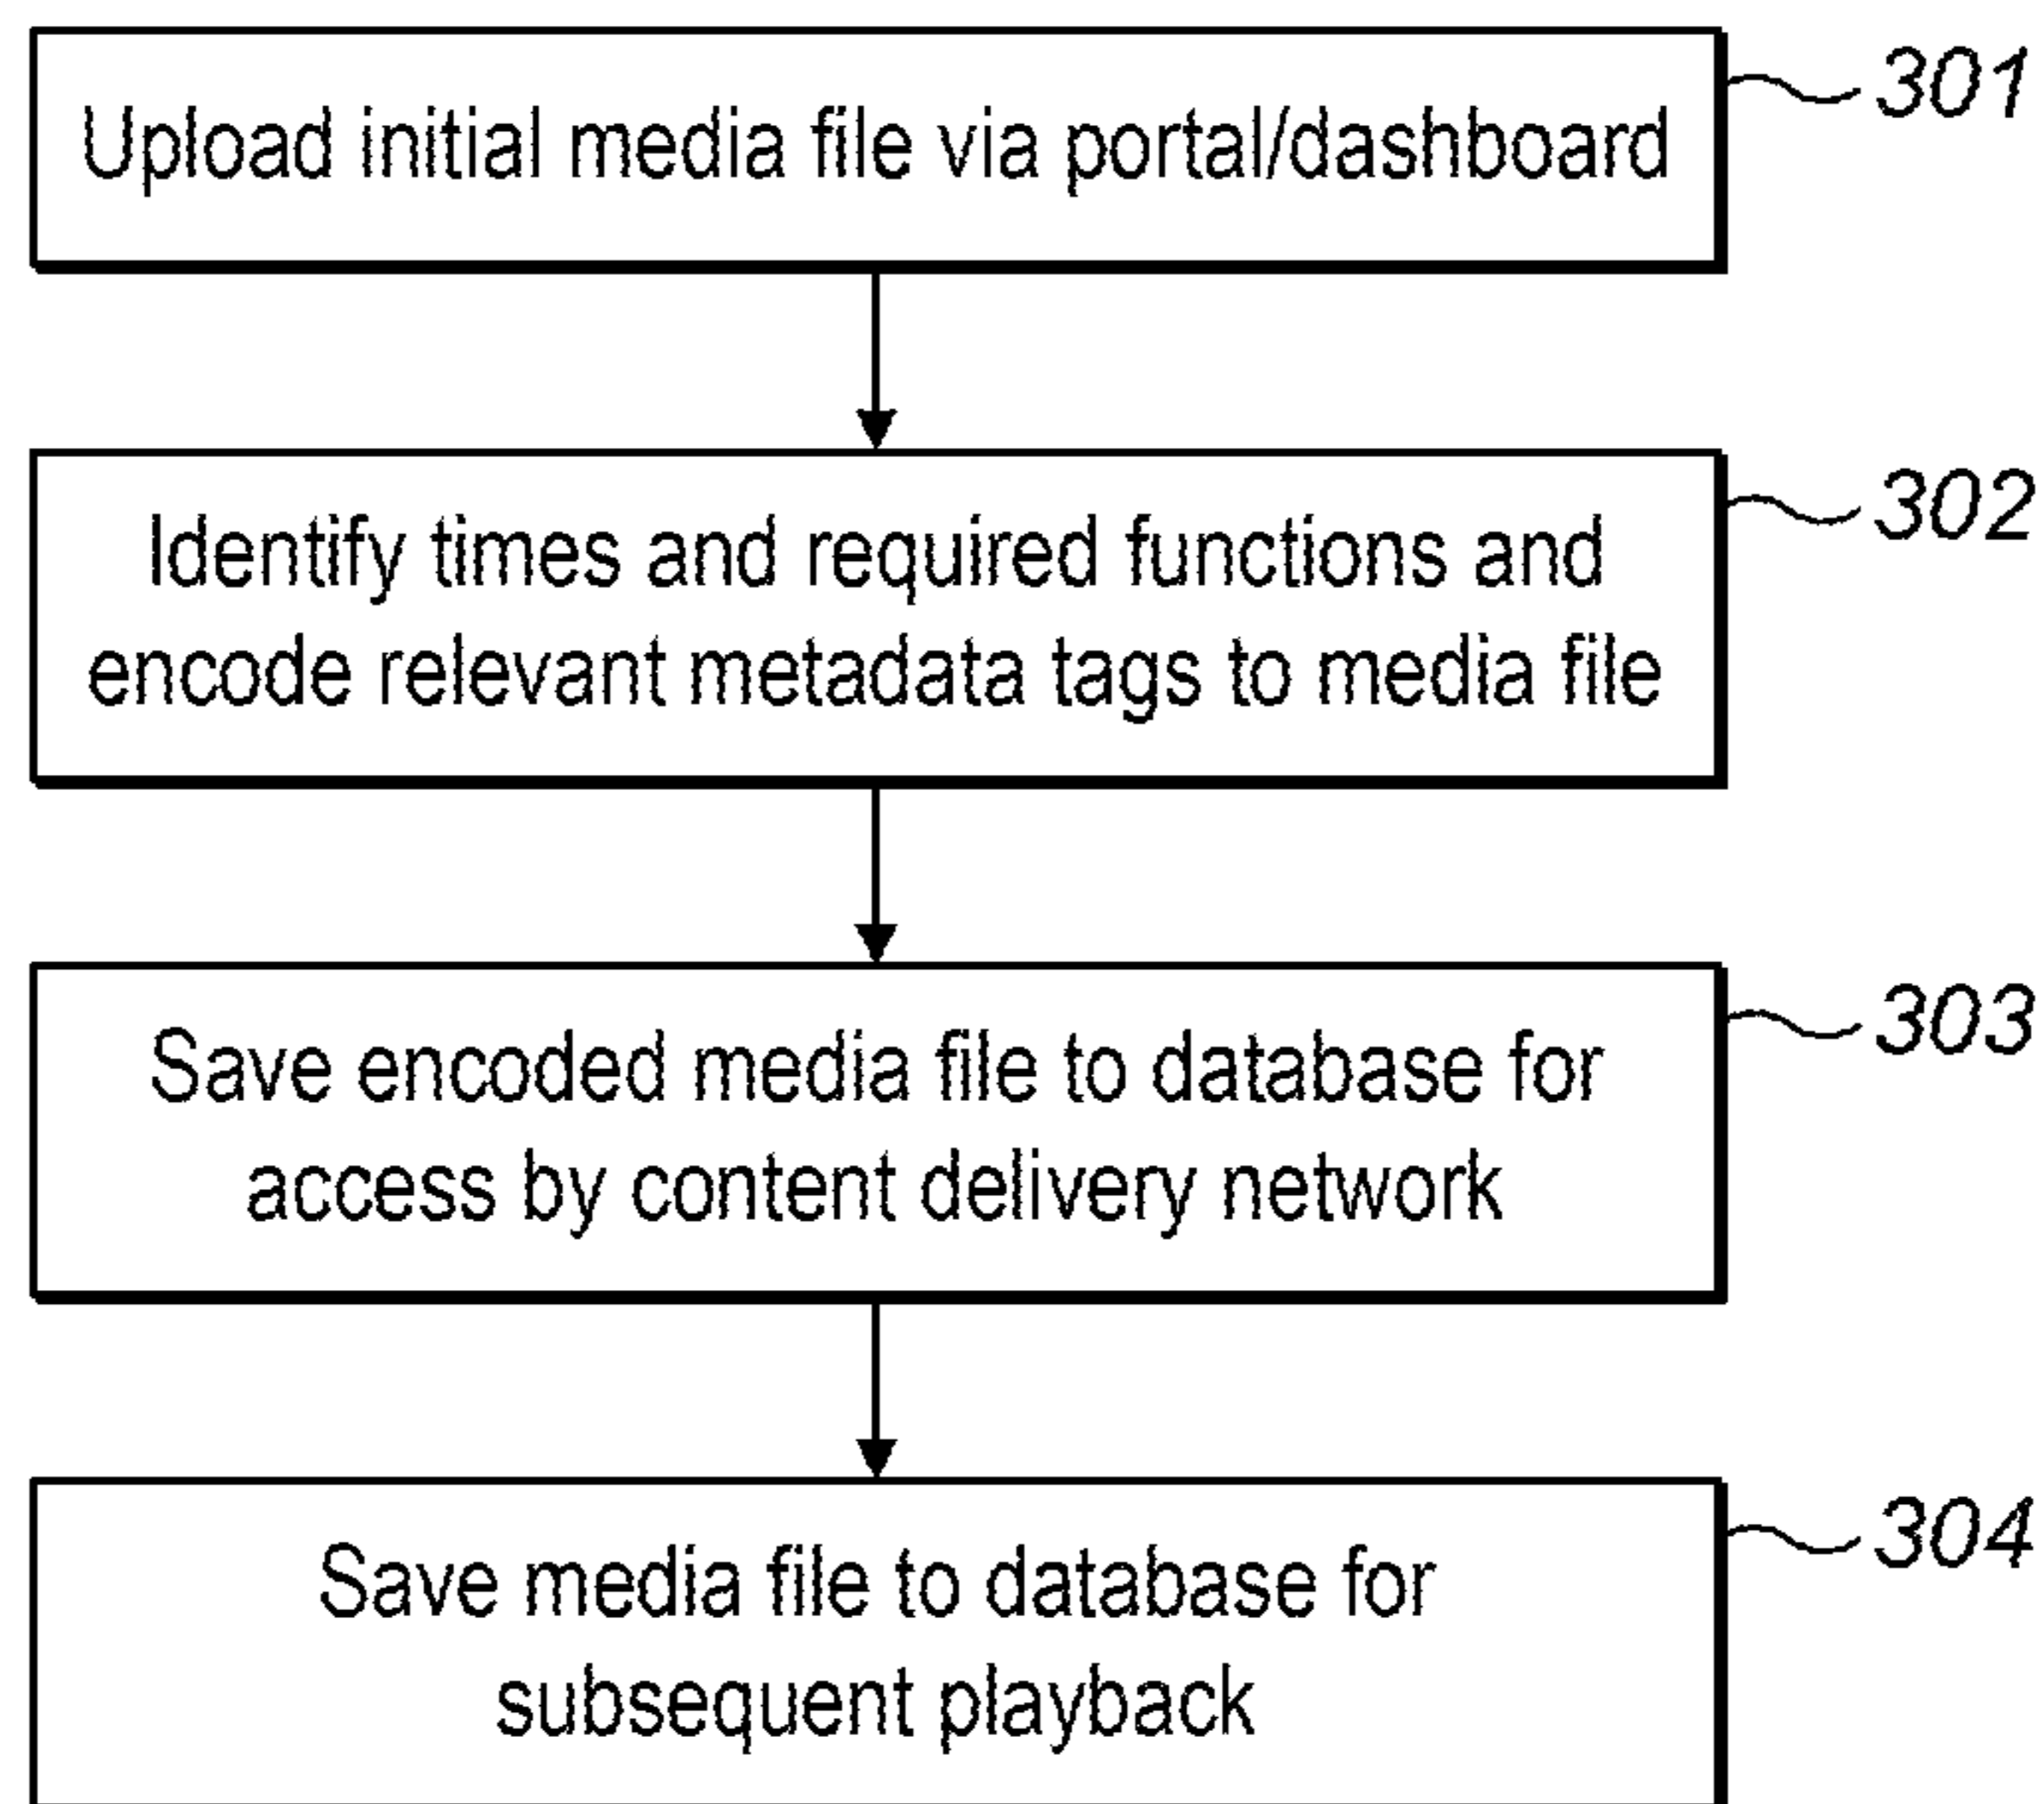 Upload initial media file via portal/dashboard
301
Identify times and required functions and
encode relevant metadata tags to media file
302
Save encoded media file to database for
access by content delivery network
303
Save media file to database for
subsequent playback
304